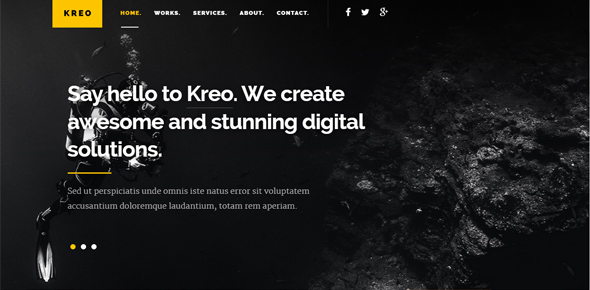 KREO
HOME. WORKS. SERVICES. ABOUT. CONTACT.
Say hello to Kreo. We create
awesome and stunning digital
solutions.
Sed ut perspiciatis unde omnis iste natus error sit voluptatem
accusantium doloremque laudantium, totam rem aperiam.